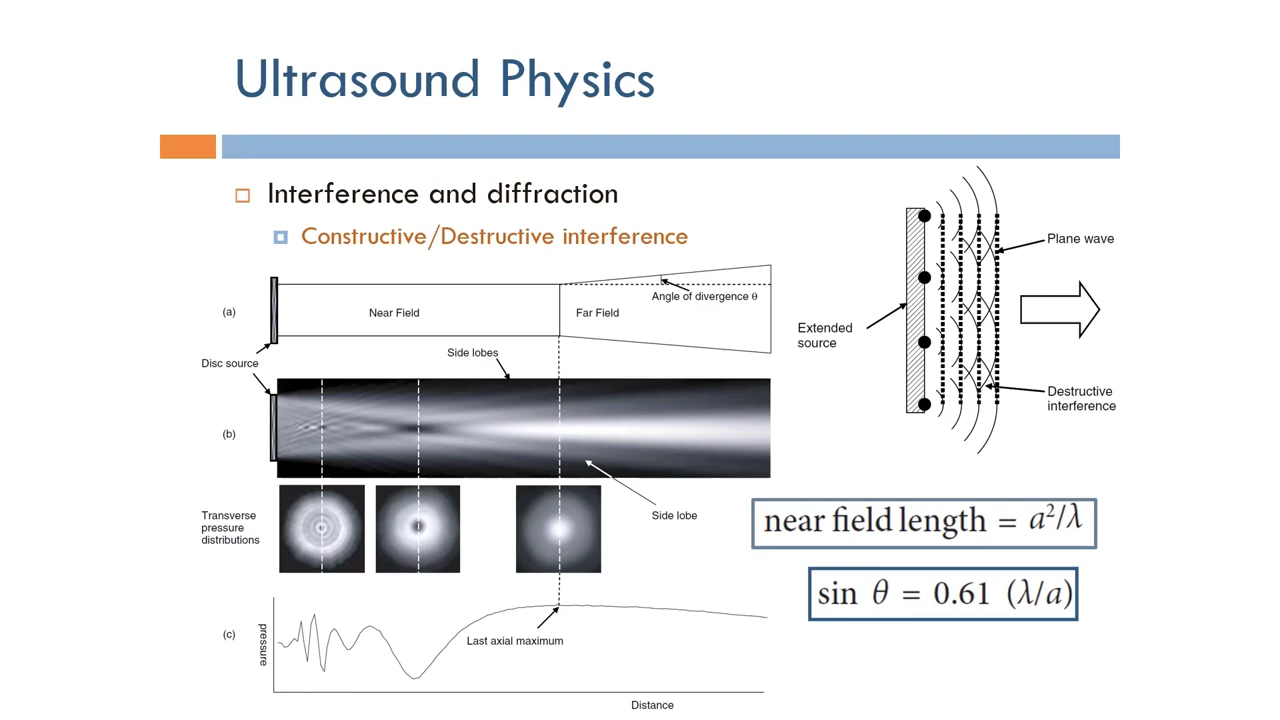 Ultrasound Physics
Interference and diffraction
Constructive/Destructive interference
(a)
Near Field
Far Field
Angle of divergence θ
Disc source
Side lobes
(b)
Transverse
pressure
distributions
Side lobe
(c)
pressure
Last axial maximum
Distance
Plane wave
Extended
source
Destructive
interference
near field length = a²/λ
sin θ = 0.61 (λ/a)